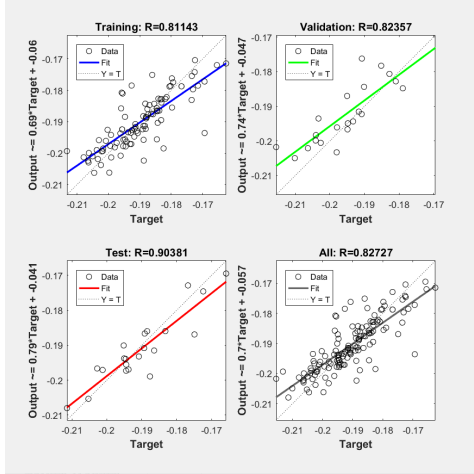 Training: R=0.81143
Output ~= 0.69*Target + -0.06
Data
Fit
Y = T
-0.17
-0.18
-0.19
-0.2
-0.21
-0.21 -0.2 -0.19 -0.18 -0.17
Target
Validation: R=0.82357
Output ~= 0.74*Target + -0.047
Data
Fit
Y = T
-0.17
-0.18
-0.19
-0.2
-0.21
-0.21 -0.2 -0.19 -0.18 -0.17
Target
Test: R=0.90381
Output ~= 0.79*Target + -0.041
Data
Fit
Y = T
-0.17
-0.18
-0.19
-0.2
-0.21
-0.21 -0.2 -0.19 -0.18 -0.17
Target
All: R=0.82727
Output ~= 0.7*Target + -0.057
Data
Fit
Y = T
-0.17
-0.18
-0.19
-0.2
-0.21
-0.21 -0.2 -0.19 -0.18 -0.17
Target